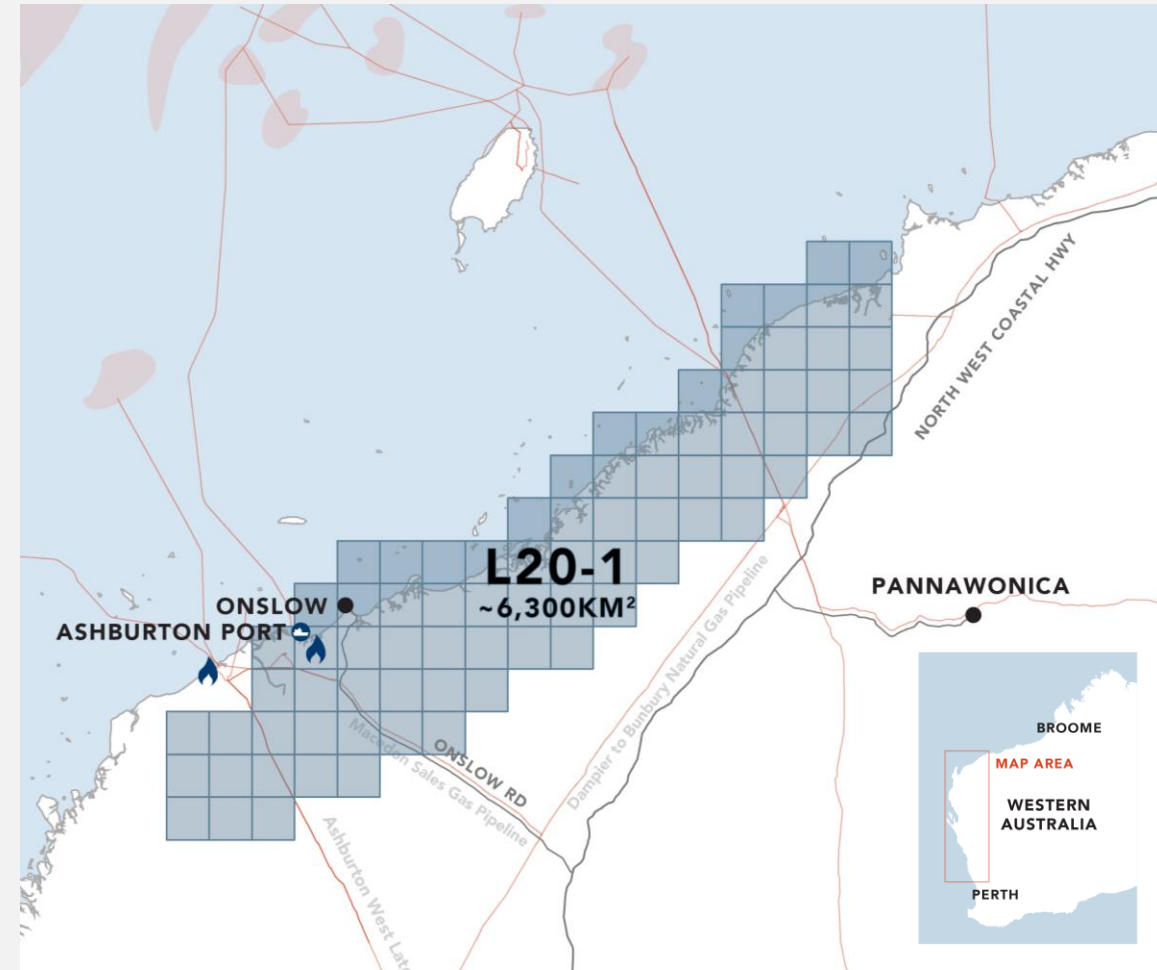 NORTH WEST COASTAL HWY
L20-1
~6,300KM²
ONSLOW
ASHBURTON PORT
PANNAWONICA
Dampier to Bunbury Natural Gas Pipeline
ONSLOW RD
Macedon Sales Gas Pipeline
Ashburton West
BROOME
MAP AREA
WESTERN
AUSTRALIA
PERTH